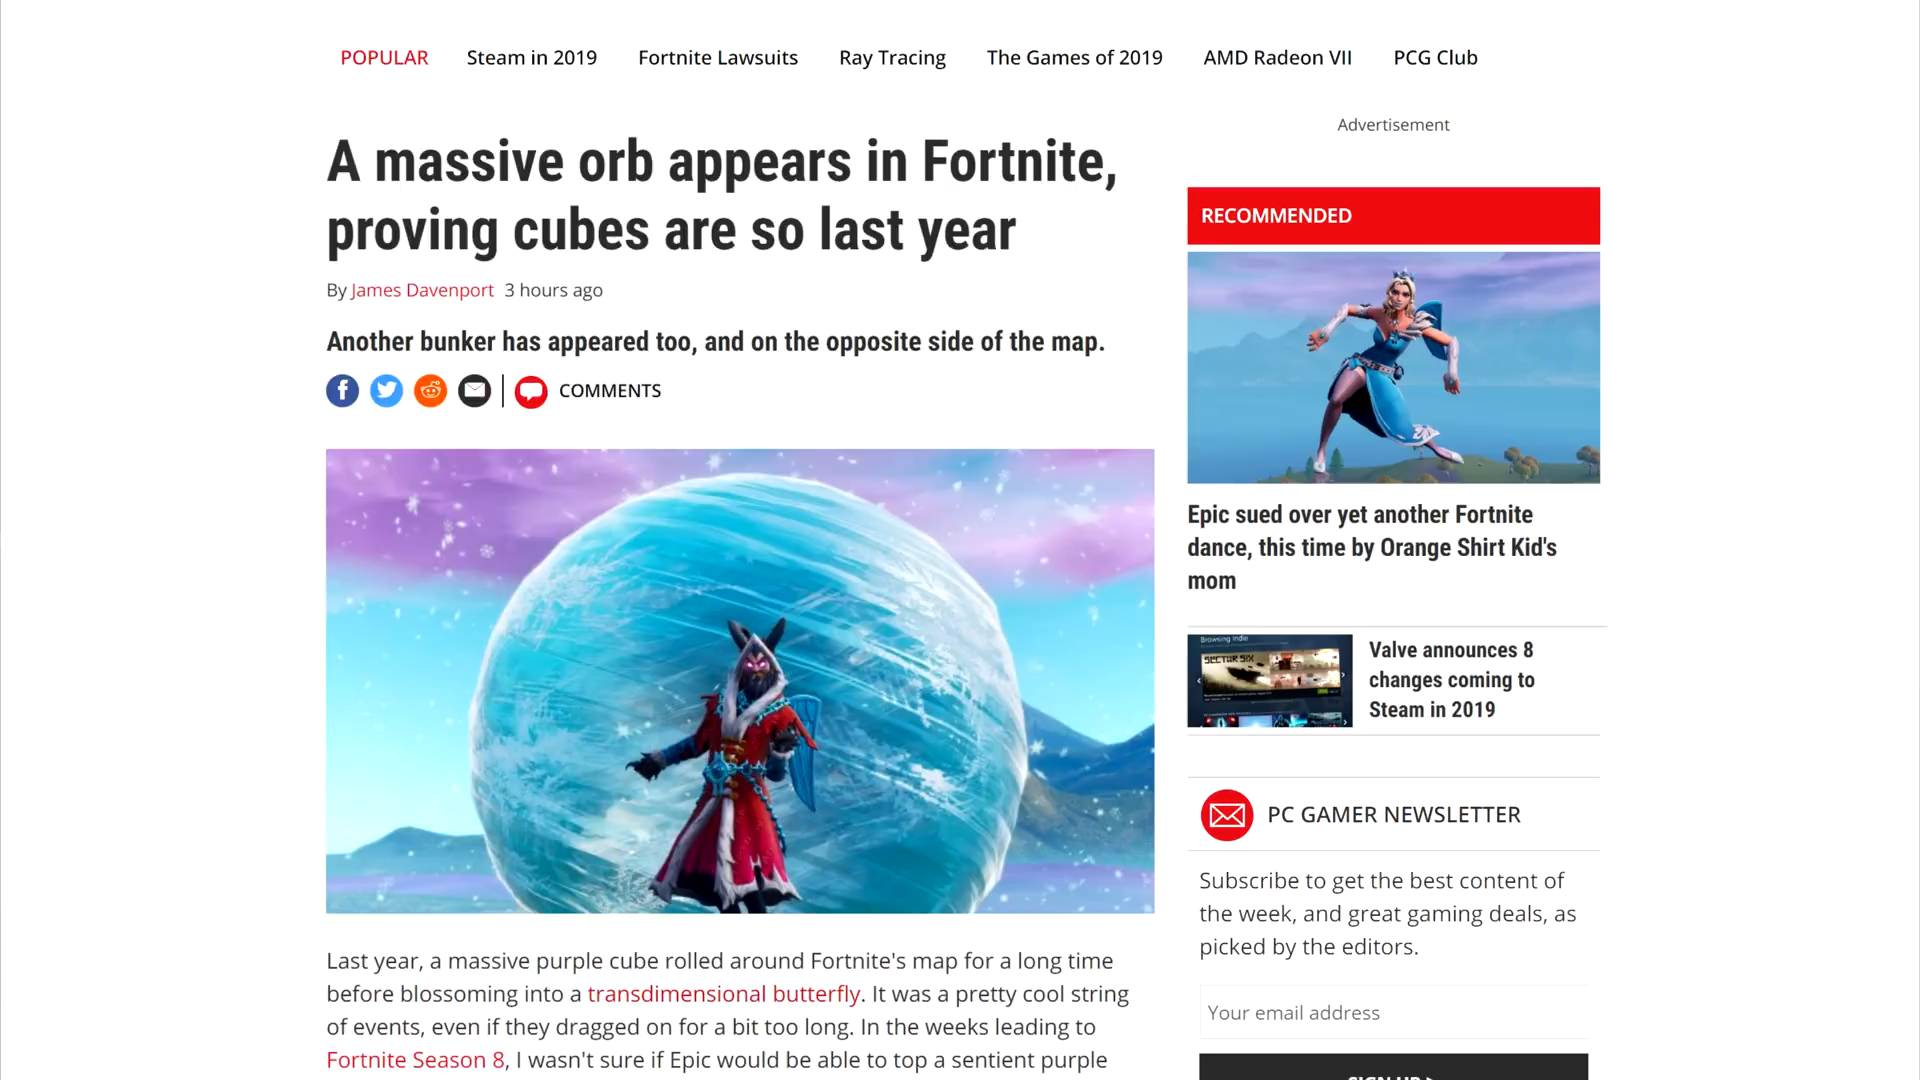 POPULAR Steam in 2019 Fortnite Lawsuits Ray Tracing The Games of 2019 AMD Radeon VII PCG Club
A massive orb appears in Fortnite,
proving cubes are so last year
By James Davenport 3 hours ago
Another bunker has appeared too, and on the opposite side of the map.
COMMENTS
Last year, a massive purple cube rolled around Fortnite's map for a long time
before blossoming into a transdimensional butterfly. It was a pretty cool string
of events, even if they dragged on for a bit too long. In the weeks leading to
Fortnite Season 8, I wasn't sure if Epic would be able to top a sentient purple
Advertisement
RECOMMENDED
Epic sued over yet another Fortnite
dance, this time by Orange Shirt Kid's
mom
Browsing Indie
SECTOR SIX
Valve announces 8
changes coming to
Steam in 2019
PC GAMER NEWSLETTER
Subscribe to get the best content of
the week, and great gaming deals, as
picked by the editors.
Your email address
SIGN UP